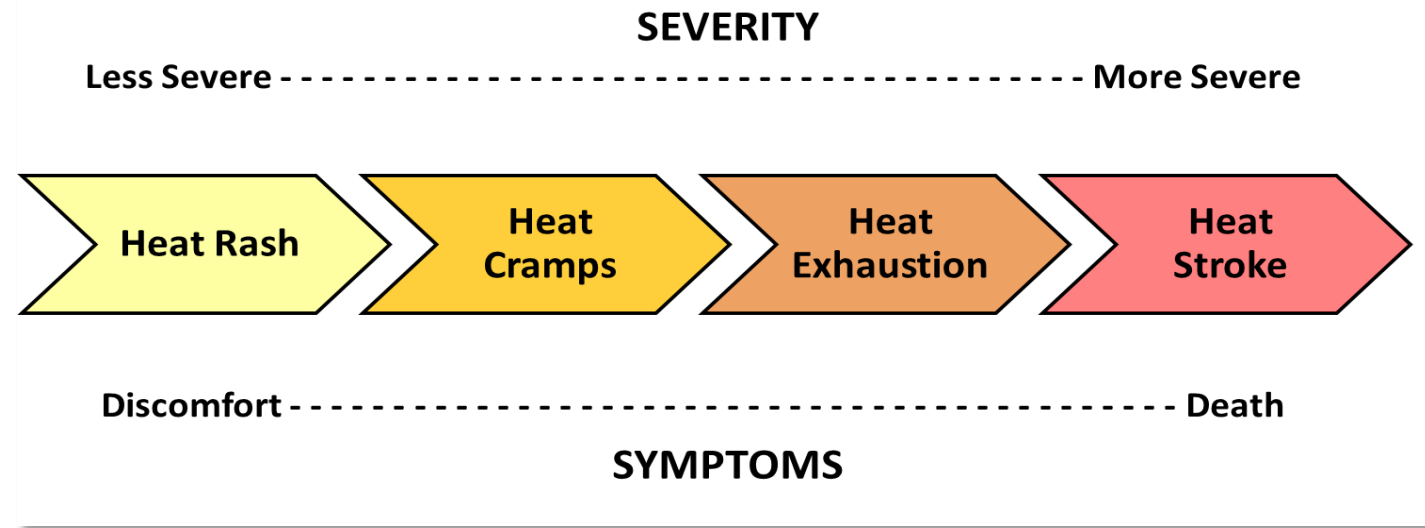 SEVERITY
Less Severe - - - - - - - - - - - - - - - - - - - - - - - - - - - - - - - - - - - - - - - More Severe
Heat Rash
Heat
Cramps
Heat
Exhaustion
Heat
Stroke
Discomfort - - - - - - - - - - - - - - - - - - - - - - - - - - - - - - - - - - - - - - - - - - - Death
SYMPTOMS